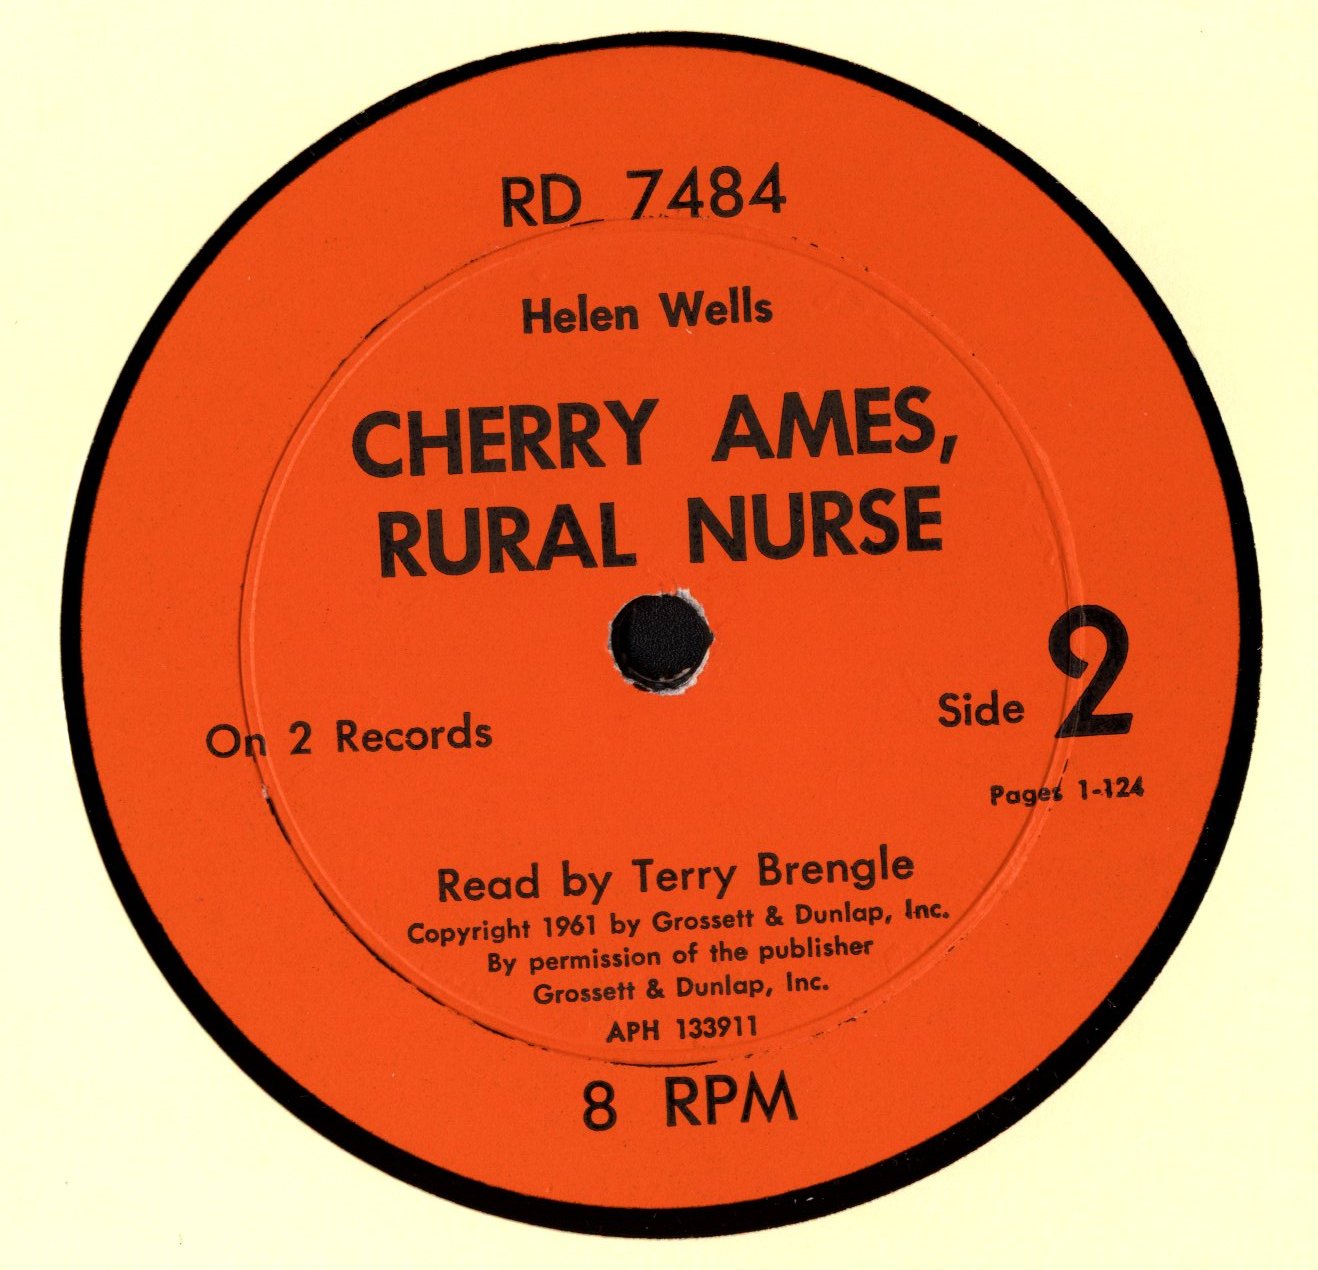 RD 7484
Helen Wells
CHERRY AMES,
RURAL NURSE
On 2 Records
Side 2
Pages 1-124
Read by Terry Brengle
Copyright 1961 by Grossett & Dunlap, Inc.
By permission of the publisher
Grossett & Dunlap, Inc.
APH 133911
8 RPM